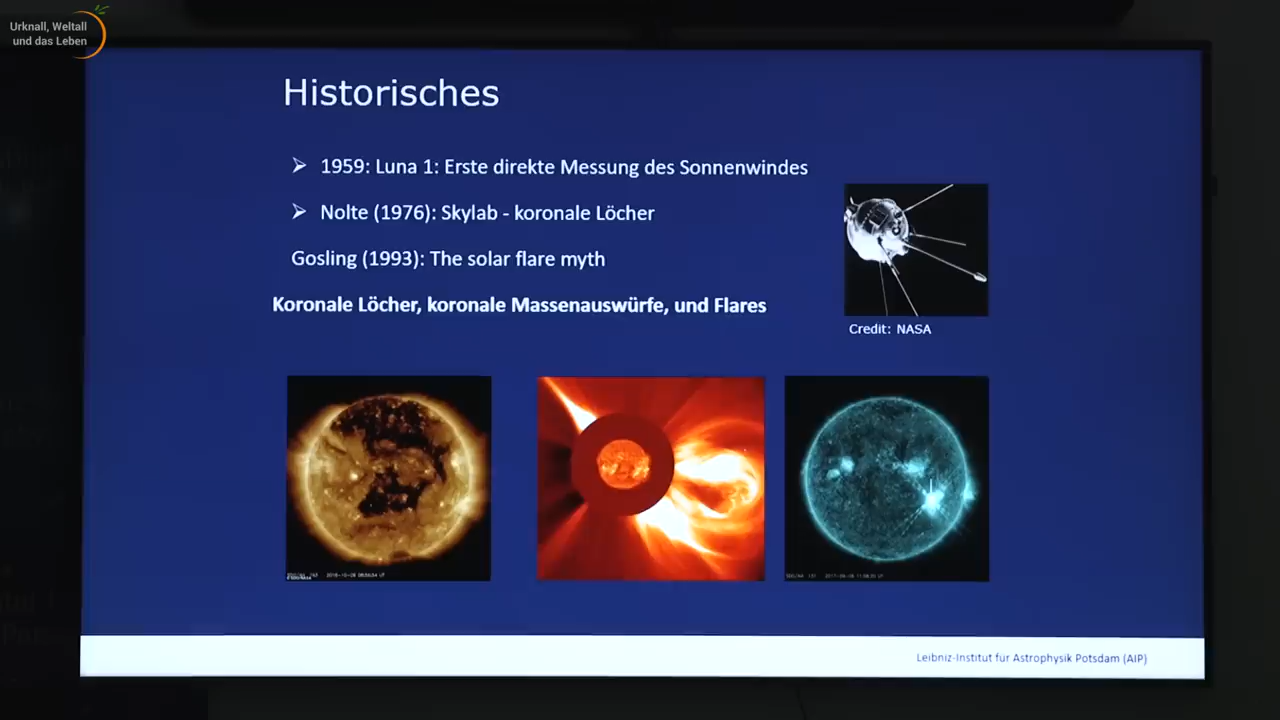 Urknall, Weltall
und das Leben
Historisches
➢ 1959: Luna 1: Erste direkte Messung des Sonnenwindes
➢ Nolte (1976): Skylab - koronale Löcher
Gosling (1993): The solar flare myth
Koronale Löcher, koronale Massenauswürfe, und Flares
Credit: NASA
Leibniz-Institut für Astrophysik Potsdam (AIP)